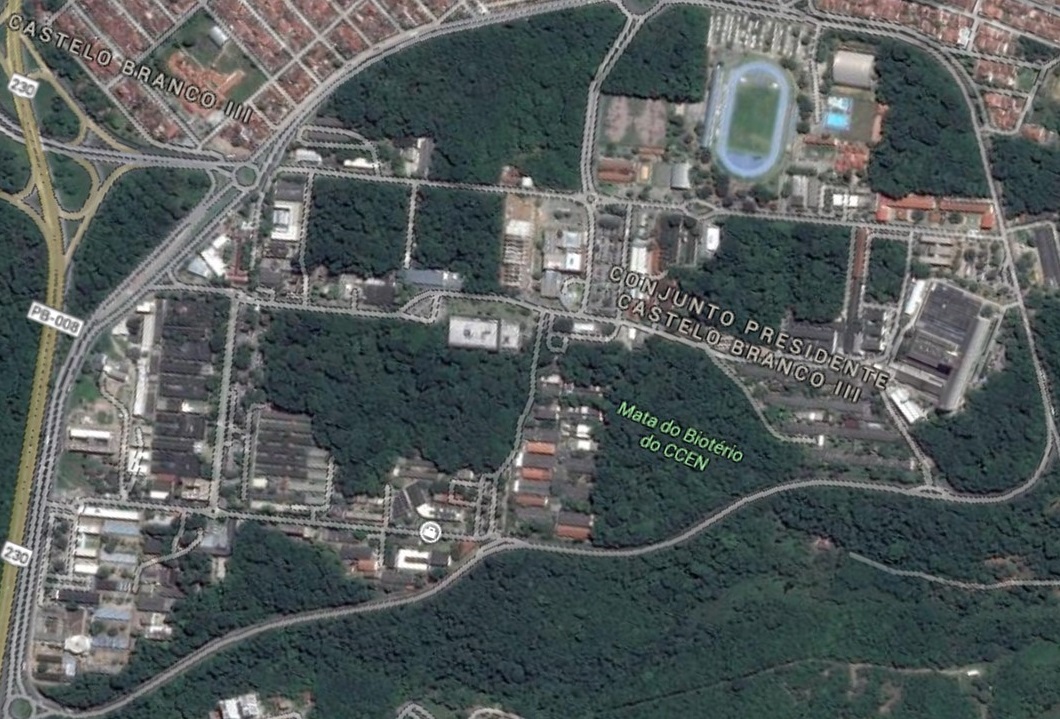 CASTELO BRANCO III
230
PB-008
CONJUNTO PRESIDENTE
CASTELO BRANCO III
Mata do Biotério
do CCEN
230